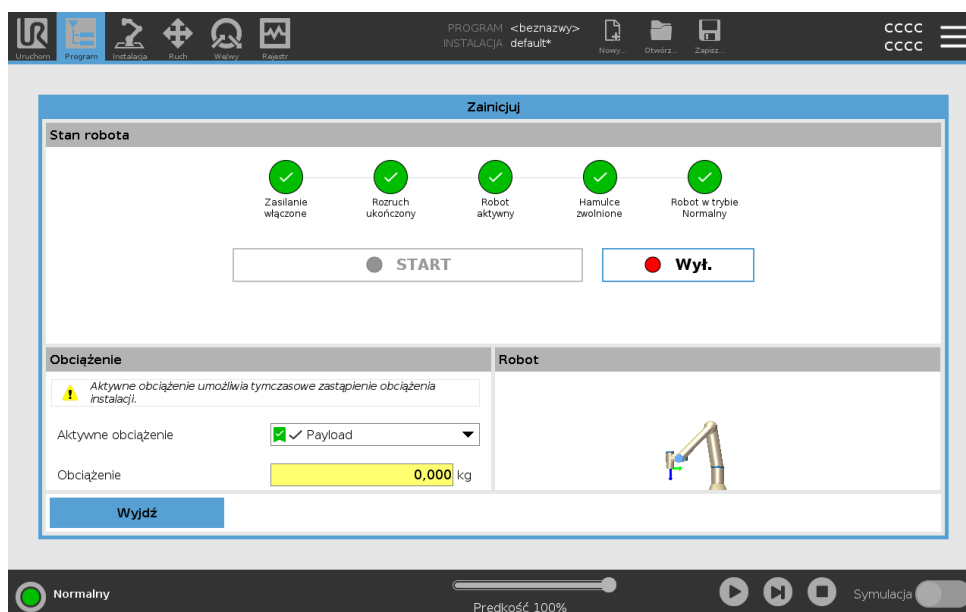 UR
PROGRAM <beznazwy>
INSTALACJA default*
cccc
cccc
Uruchom Program Instalacja Ruch We/wy Rejestr Nowy... Otwórz... Zapisz...
Zainicjuj
Stan robota
Zasilanie włączone
Rozruch ukończony
Robot aktywny
Hamulce zwolnione
Robot w trybie Normalny
START
Wył.
Obciążenie
Robot
Aktywne obciążenie umożliwia tymczasowe zastąpienie obciążenia
instalacji.
Aktywne obciążenie Payload
Obciążenie 0,000 kg
Wyjdź
Normalny
Prędkość 100%
Symulacja